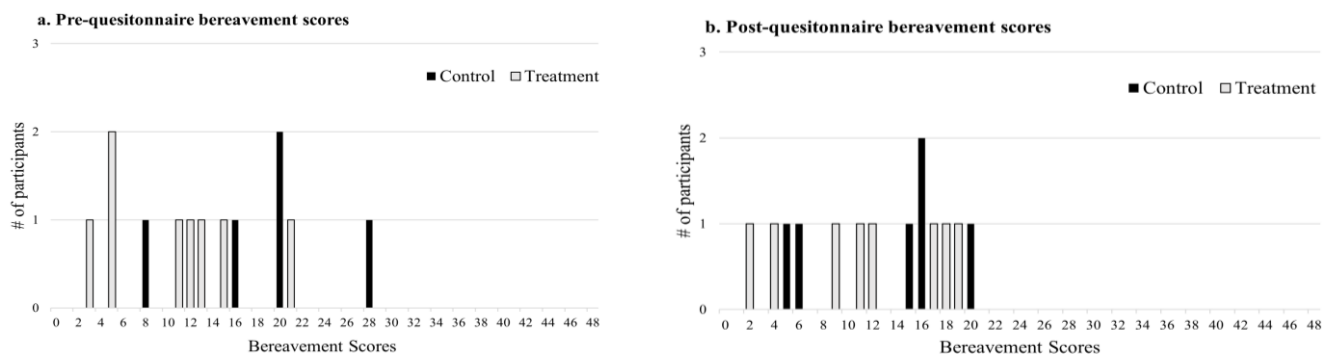 a. Pre-quesitonnaire bereavement scores
3
Control Treatment
2
1
0
# of participants
0 2 4 6 8 10 12 14 16 18 20 22 24 26 28 30 32 34 36 38 40 42 44 46 48
Bereavement Scores
b. Post-quesitonnaire bereavement scores
3
Control Treatment
2
1
0
# of participants
0 2 4 6 8 10 12 14 16 18 20 22 24 26 28 30 32 34 36 38 40 42 44 46 48
Bereavement Scores